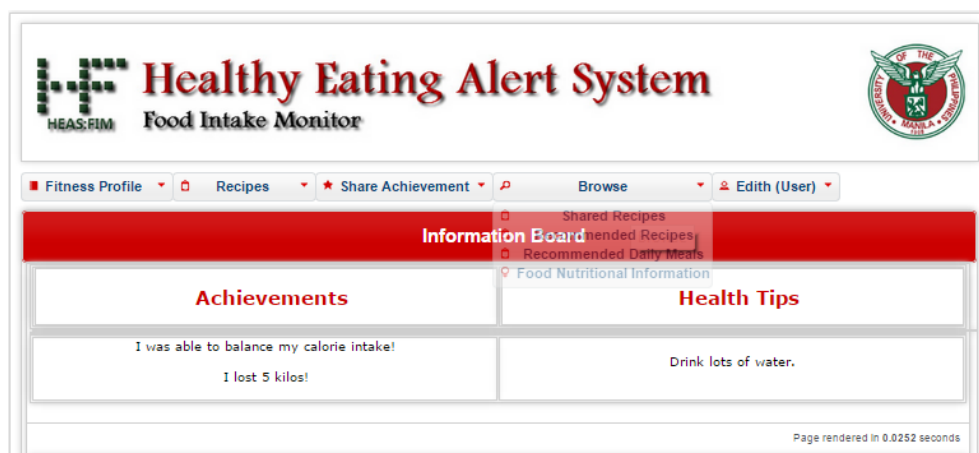 Healthy Eating Alert System
HEAS:FIM Food Intake Monitor
UNIVERSITY OF THE PHILIPPINES MANILA 1908
Fitness Profile Recipes Share Achievement Browse Edith (User)
Shared Recipes
Information Board
Recommended Recipes
Recommended Daily Meals
Food Nutritional Information
Achievements Health Tips
I was able to balance my calorie intake!
I lost 5 kilos!
Drink lots of water.
Page rendered in 0.0252 seconds